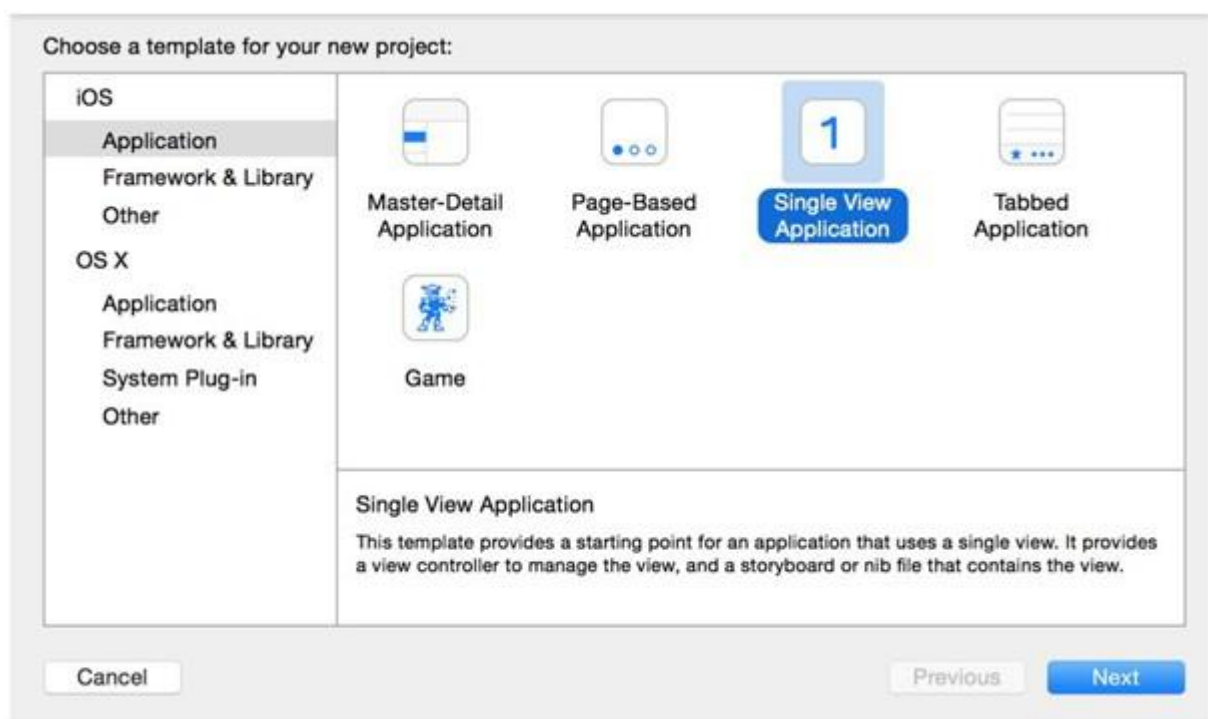 Choose a template for your new project:
iOS
Application
Framework & Library
Other
OS X
Application
Framework & Library
System Plug-in
Other
Master-Detail
Application
Page-Based
Application
1
Single View
Application
Tabbed
Application
Game
Single View Application
This template provides a starting point for an application that uses a single view. It provides
a view controller to manage the view, and a storyboard or nib file that contains the view.
Cancel
Previous
Next